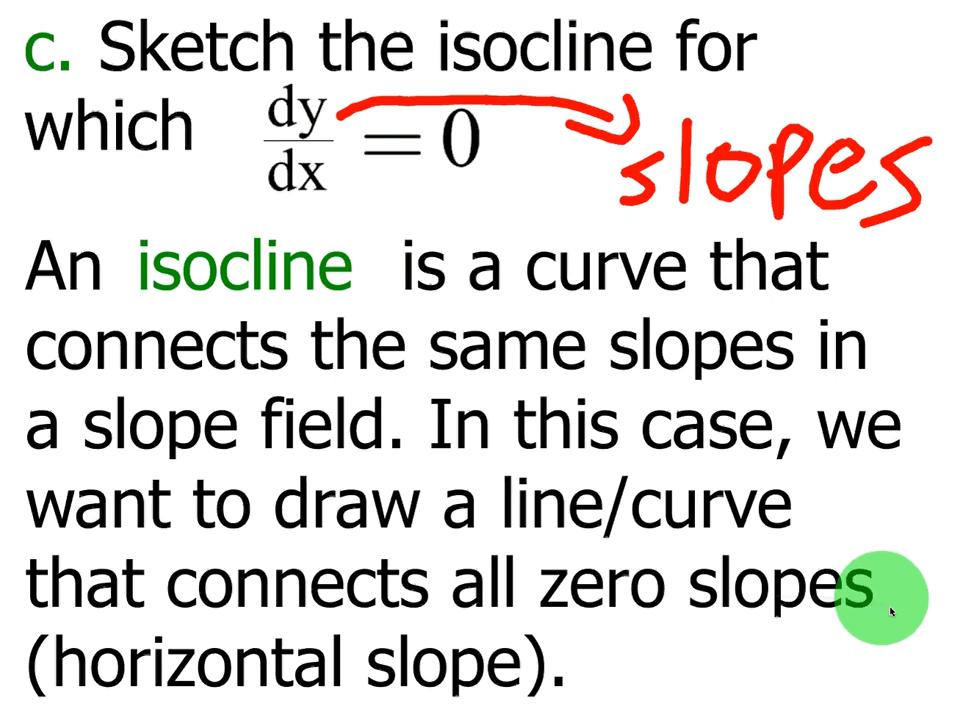 c. Sketch the isocline for
which dy/dx = 0
slopes
An isocline is a curve that
connects the same slopes in
a slope field. In this case, we
want to draw a line/curve
that connects all zero slopes
(horizontal slope).